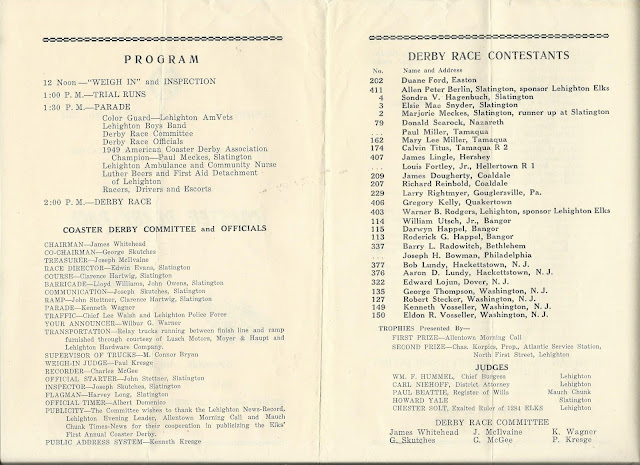 PROGRAM
12 Noon—"WEIGH IN" and INSPECTION
1:00 P. M.—TRIAL RUNS
1:30 P. M.—PARADE
Color Guard—Lehighton AmVets
Lehighton Boys Band
Derby Race Committee
Derby Race Officials
1949 American Coaster Derby Association
Champion—Paul Meckes, Slatington
Lehighton Ambulance and Community Nurse
Luther Beers and First Aid Detachment
of Lehighton
Racers, Drivers and Escorts
2:00 P. M.—DERBY RACE
COASTER DERBY COMMITTEE and OFFICIALS
CHAIRMAN—James Whitehead
CO-CHAIRMAN—George Skutches
TREASURER—Joseph McIlvaine
RACE DIRECTOR—Edwin Evans, Slatington
COURSE—Clarence Hartwig, Slatington
BARRICADE—Lloyd Williams, John Owens, Slatington
COMMUNICATION—Joseph Skutches, Slatington
RAMP—John Stettner, Clarence Hartwig, Slatington
PARADE—Kenneth Wagner
TRAFFIC—Chief Lee Walsh and Lehighton Police Force
YOUR ANNOUNCER—Wilbur G. Warner
TRANSPORTATION—Relay trucks running between finish line and ramp
furnished through courtesy of Lusch Motors, Moyer & Haupt and
Lehighton Hardware Company.
SUPERVISOR OF TRUCKS—M. Connor Bryan
WEIGH-IN JUDGE—Paul Kresge
RECORDER—Charles McGee
OFFICIAL STARTER—John Stettner, Slatington
INSPECTOR—Joseph Skutches, Slatington
FLAGMAN—Harvey Long, Slatington
OFFICIAL TIMER—Albert Domenico
PUBLICITY—The Committee wishes to thank the Lehighton News-Record,
Lehighton Evening Leader, Allentown Morning Call and Mauch
Chunk Times-News for their cooperation in publicizing the Elks'
First Annual Coaster Derby.
PUBLIC ADDRESS SYSTEM—Kenneth Kresge
DERBY RACE CONTESTANTS
No. Name and Address
202 Duane Ford, Easton
411 Allen Peter Berlin, Slatington, sponsor Lehighton Elks
4 Sondra V. Hagenbuch, Slatington
3 Elsie Mae Snyder, Slatington
2 Marjorie Meckes, Slatington, runner up at Slatington
79 Donald Searock, Nazareth
... Paul Miller, Tamaqua
162 Mary Lee Miller, Tamaqua
174 Calvin Titus, Tamaqua R 2
407 James Lingle, Hershey
... Louis Fortley, Jr., Hellertown R 1
209 James Dougherty, Coaldale
207 Richard Reinbold, Coaldale
229 Larry Rightmyer, Gouglersville, Pa.
406 Gregory Kelly, Quakertown
403 Warner B. Rodgers, Lehighton, sponsor Lehighton Elks
114 William Utsch, Jr., Bangor
115 Darwyn Happel, Bangor
113 Roderick G. Happel, Bangor
337 Barry L. Radowitch, Bethlehem
Joseph H. Bowman, Philadelphia
377 Bob Lundy, Hackettstown, N. J.
376 Aaron D. Lundy, Hackettstown, N. J.
322 Edward Lojun, Dover, N. J.
135 George Thompson, Washington, N. J.
127 Robert Stecker, Washington, N. J.
149 Kenneth Vosseller, Washington, N. J.
150 Eldon R. Vosseller, Washington, N. J.
TROPHIES Presented By—
FIRST PRIZE—Allentown Morning Call
SECOND PRIZE—Chas. Korpics, Prop., Atlantic Service Station,
North First Street, Lehighton
JUDGES
WM. F. HUMMEL, Chief Burgess Lehighton
CARL NIEHOFF, District Attorney Lehighton
PAUL BEATTIE, Register of Wills Mauch Chunk
HOWARD YALE Slatington
CHESTER SOLT, Exalted Ruler of 1284 ELKS Lehighton
DERBY RACE COMMITTEE
James Whitehead J. McIlvaine K. Wagner
G. Skutches C. McGee P. Kresge